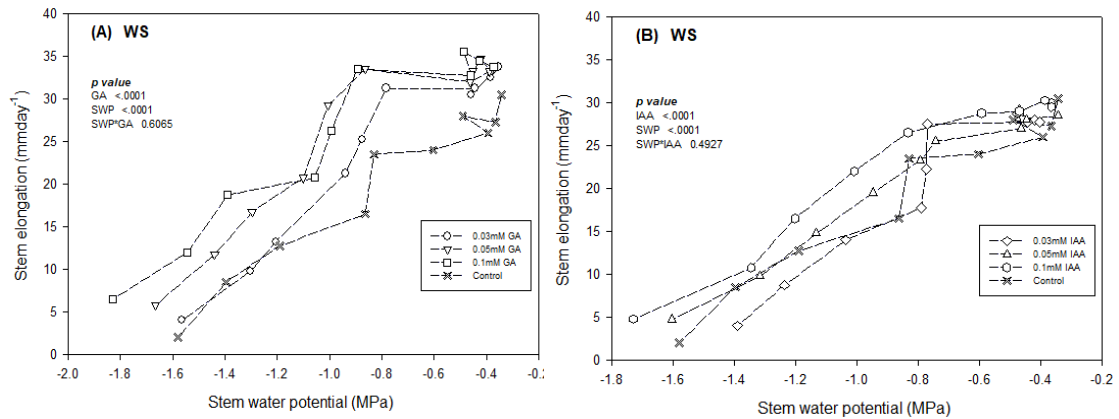 (A) WS
p value
GA <.0001
SWP <.0001
SWP*GA 0.6065
Stem elongation (mmday-1)
40
35
30
25
20
15
10
5
0
0.03mM GA
0.05mM GA
0.1mM GA
Control
-2.0 -1.8 -1.6 -1.4 -1.2 -1.0 -0.8 -0.6 -0.4 -0.2
Stem water potential (MPa)
(B) WS
p value
IAA <.0001
SWP <.0001
SWP*IAA 0.4927
Stem elongation (mmday-1)
40
35
30
25
20
15
10
5
0
0.03mM IAA
0.05mM IAA
0.1mM IAA
Control
-1.8 -1.6 -1.4 -1.2 -1.0 -0.8 -0.6 -0.4 -0.2
Stem water potential (MPa)